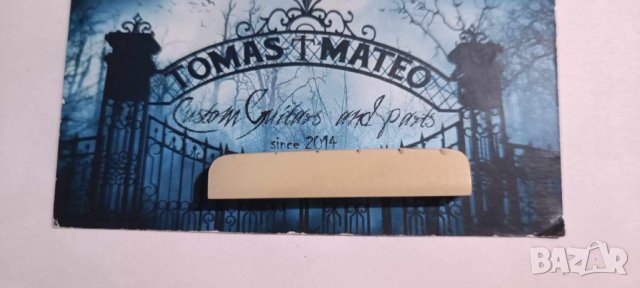 TOMAS MATEO
Custom Guitars and parts
since 2014
BAZAR